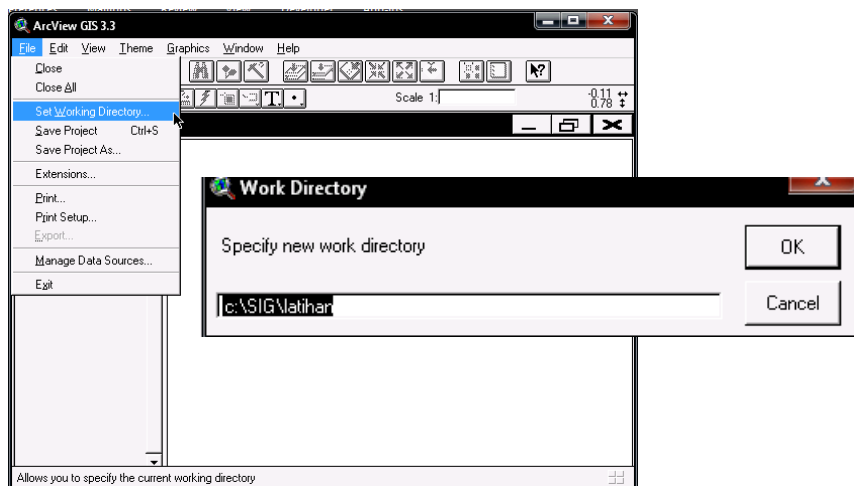 ArcView GIS 3.3
File Edit View Theme Graphics Window Help
Close
Close All
Set Working Directory...
Save Project Ctrl+S
Save Project As...
Extensions...
Print...
Print Setup...
Export...
Manage Data Sources...
Exit
Scale 1:
-0.11
0.78
Work Directory
Specify new work directory
OK
c:\SIG\latihan
Cancel
Allows you to specify the current working directory